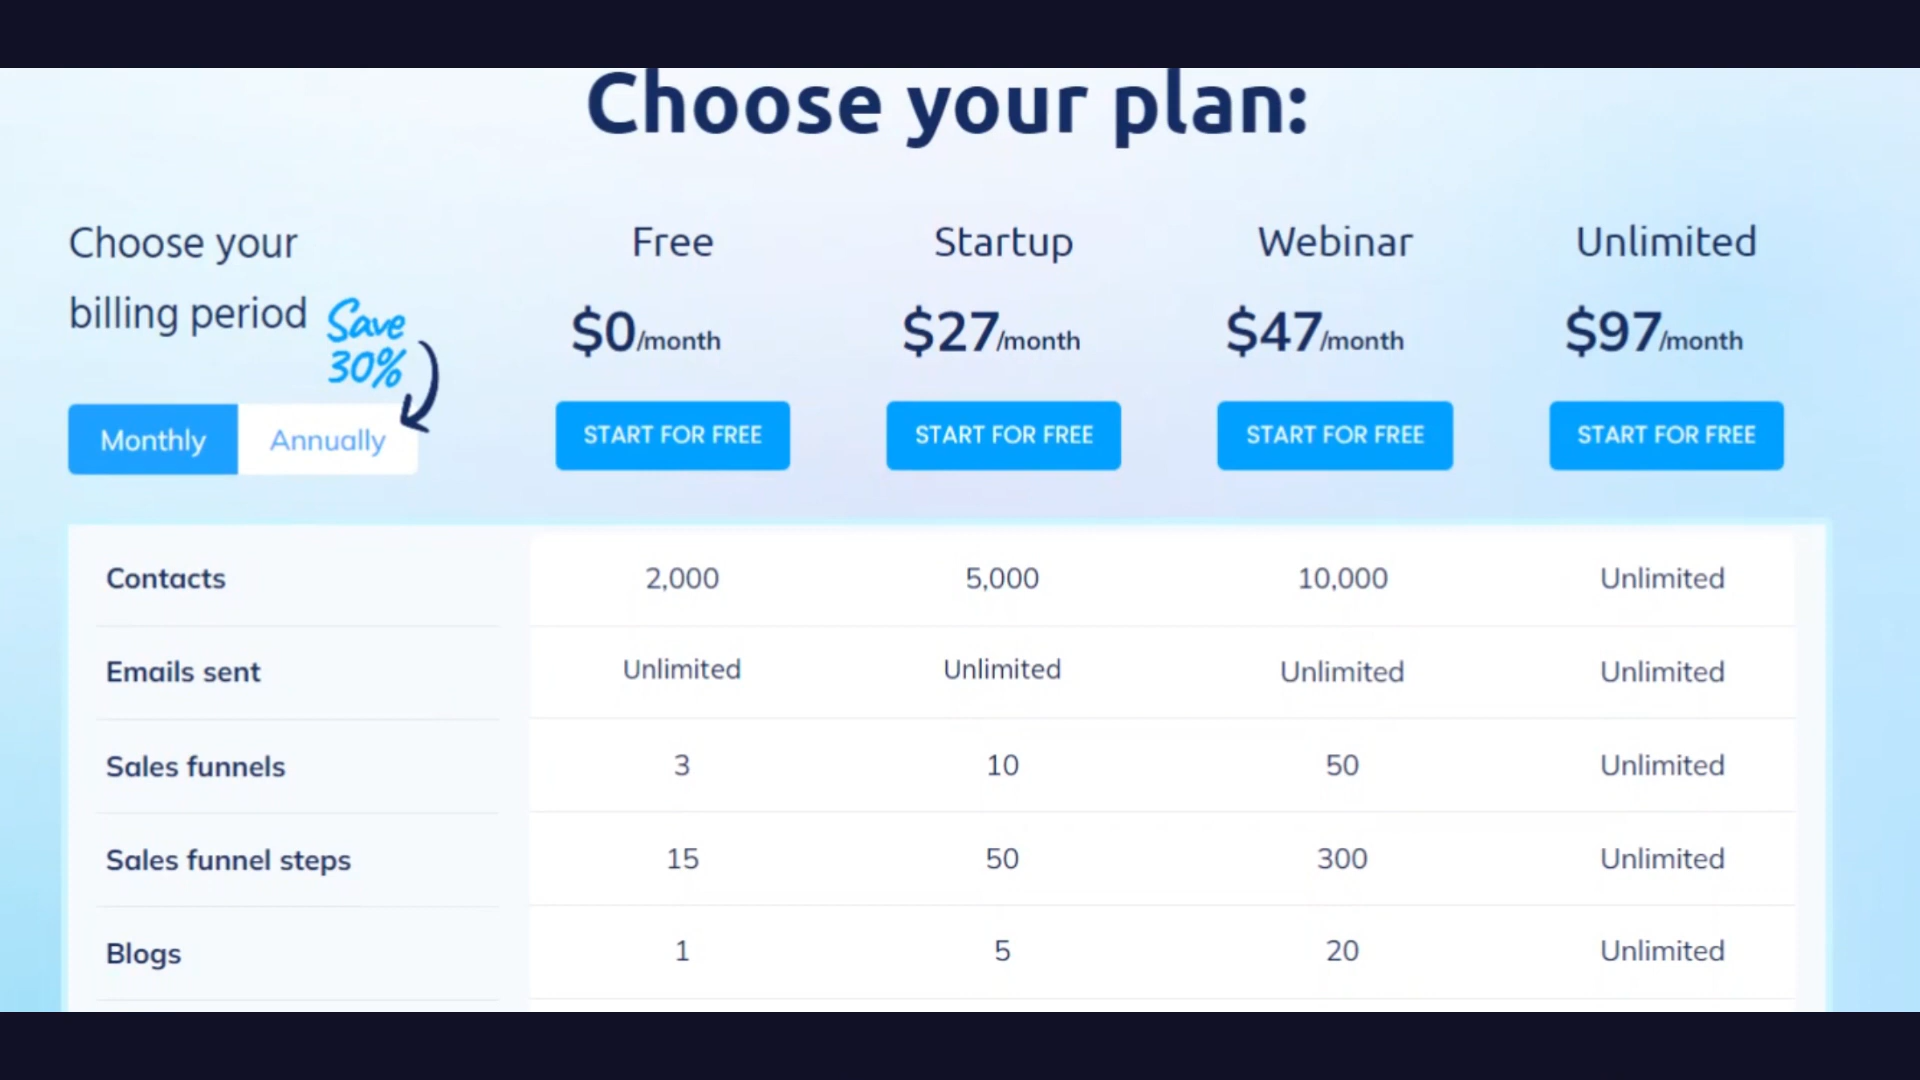 Choose your plan:
Choose your
billing period
Save
30%
Monthly
Annually
Free
$0/month
START FOR FREE
Startup
$27/month
START FOR FREE
Webinar
$47/month
START FOR FREE
Unlimited
$97/month
START FOR FREE
Contacts 2,000 5,000 10,000 Unlimited
Emails sent Unlimited Unlimited Unlimited Unlimited
Sales funnels 3 10 50 Unlimited
Sales funnel steps 15 50 300 Unlimited
Blogs 1 5 20 Unlimited